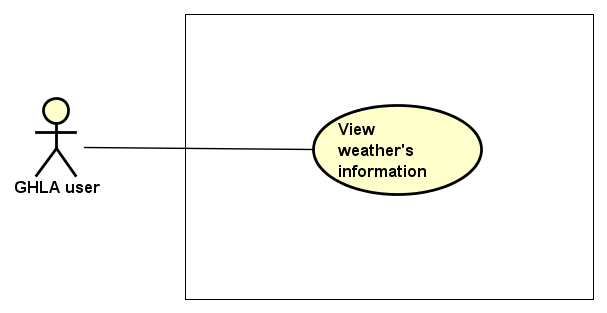 View
weather's
information
GHLA user